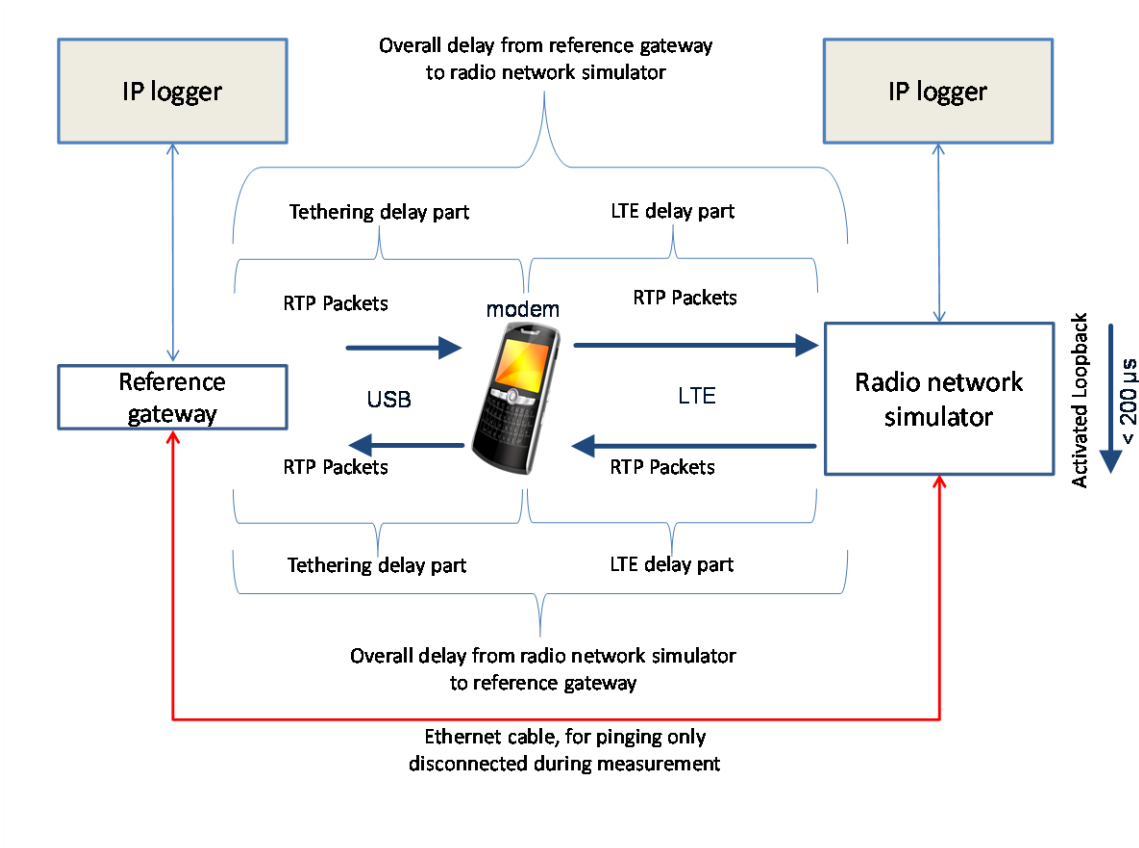 Overall delay from reference gateway
to radio network simulator
IP logger
IP logger
Tethering delay part
LTE delay part
RTP Packets
RTP Packets
modem
Reference
gateway
USB
LTE
Radio network
simulator
Activated Loopback
< 200 µs
RTP Packets
RTP Packets
Tethering delay part
LTE delay part
Overall delay from radio network simulator
to reference gateway
Ethernet cable, for pinging only
disconnected during measurement